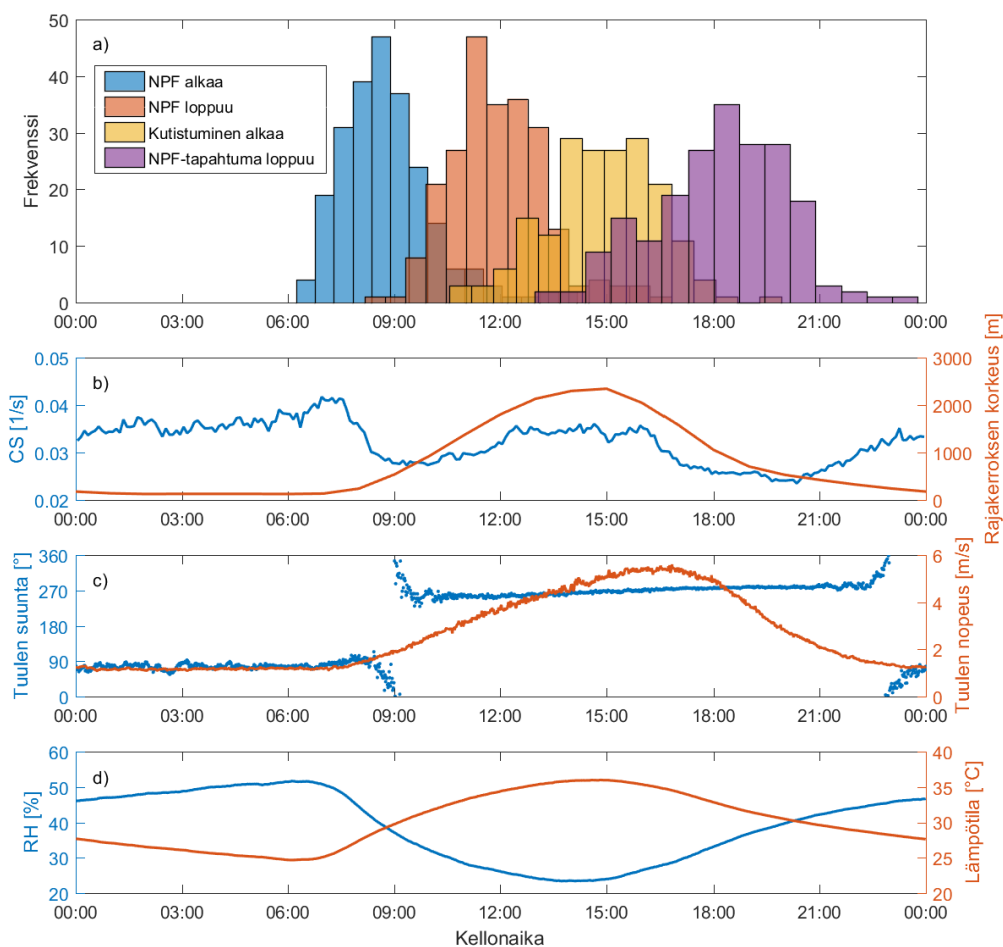 a)
50
40
30
20
10
0
Frekvenssi
NPF alkaa
NPF loppuu
Kutistuminen alkaa
NPF-tapahtuma loppuu
00:00 03:00 06:00 09:00 12:00 15:00 18:00 21:00 00:00
b)
0.05
0.04
0.03
0.02
CS [1/s]
3000
2000
1000
0
Rajakerroksen korkeus [m]
00:00 03:00 06:00 09:00 12:00 15:00 18:00 21:00 00:00
c)
360
270
180
90
0
Tuulen suunta [°]
6
4
2
0
Tuulen nopeus [m/s]
00:00 03:00 06:00 09:00 12:00 15:00 18:00 21:00 00:00
d)
60
50
40
30
20
RH [%]
40
35
30
25
20
Lämpötila [°C]
00:00 03:00 06:00 09:00 12:00 15:00 18:00 21:00 00:00
Kellonaika